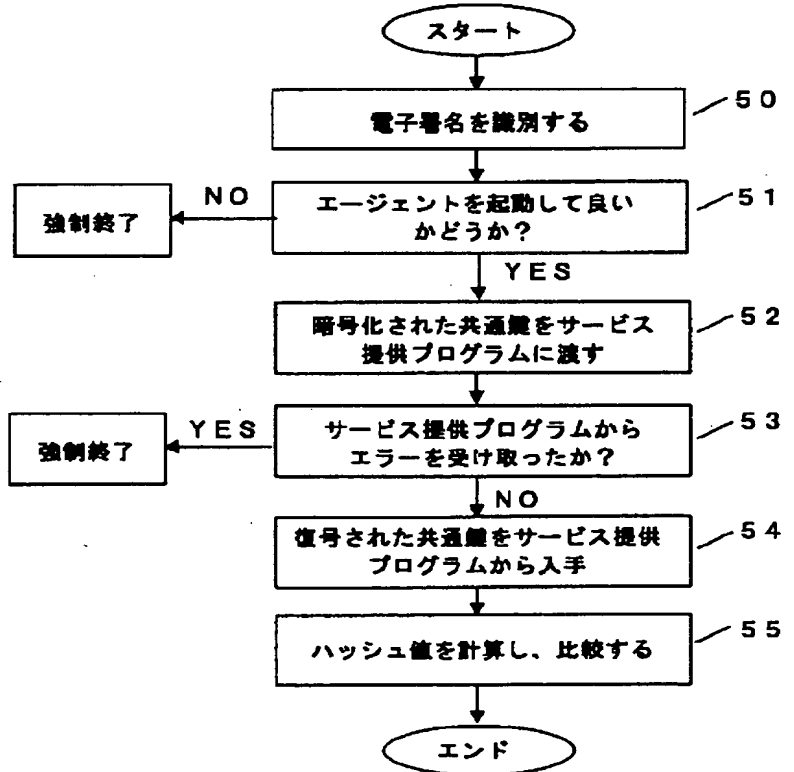 スタート
電子署名を識別する
50
エージェントを起動して良い
かどうか？
51
NO
強制終了
YES
暗号化された共通鍵をサービス
提供プログラムに渡す
52
サービス提供プログラムから
エラーを受け取ったか？
53
YES
強制終了
NO
復号された共通鍵をサービス提供
プログラムから入手
54
ハッシュ値を計算し、比較する
55
エンド